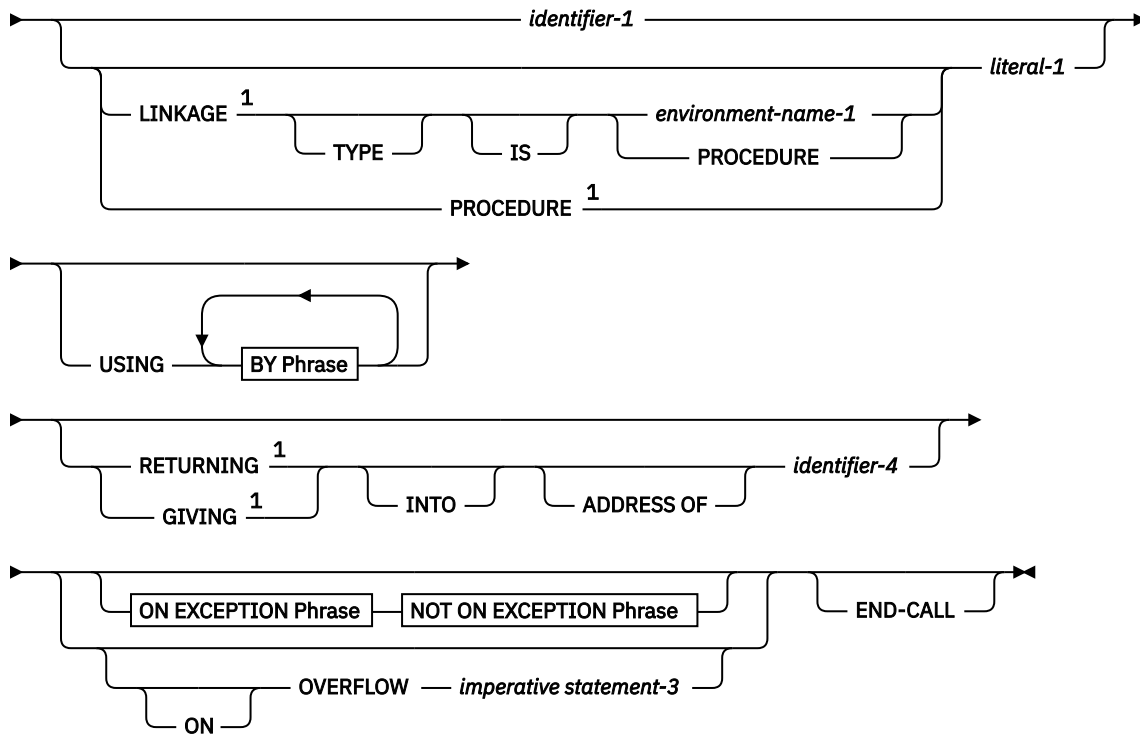 identifier-1
literal-1
LINKAGE 1 environment-name-1
TYPE IS PROCEDURE
PROCEDURE 1
USING BY Phrase
RETURNING 1 identifier-4
GIVING 1 INTO ADDRESS OF
ON EXCEPTION Phrase NOT ON EXCEPTION Phrase END-CALL
OVERFLOW imperative statement-3
ON